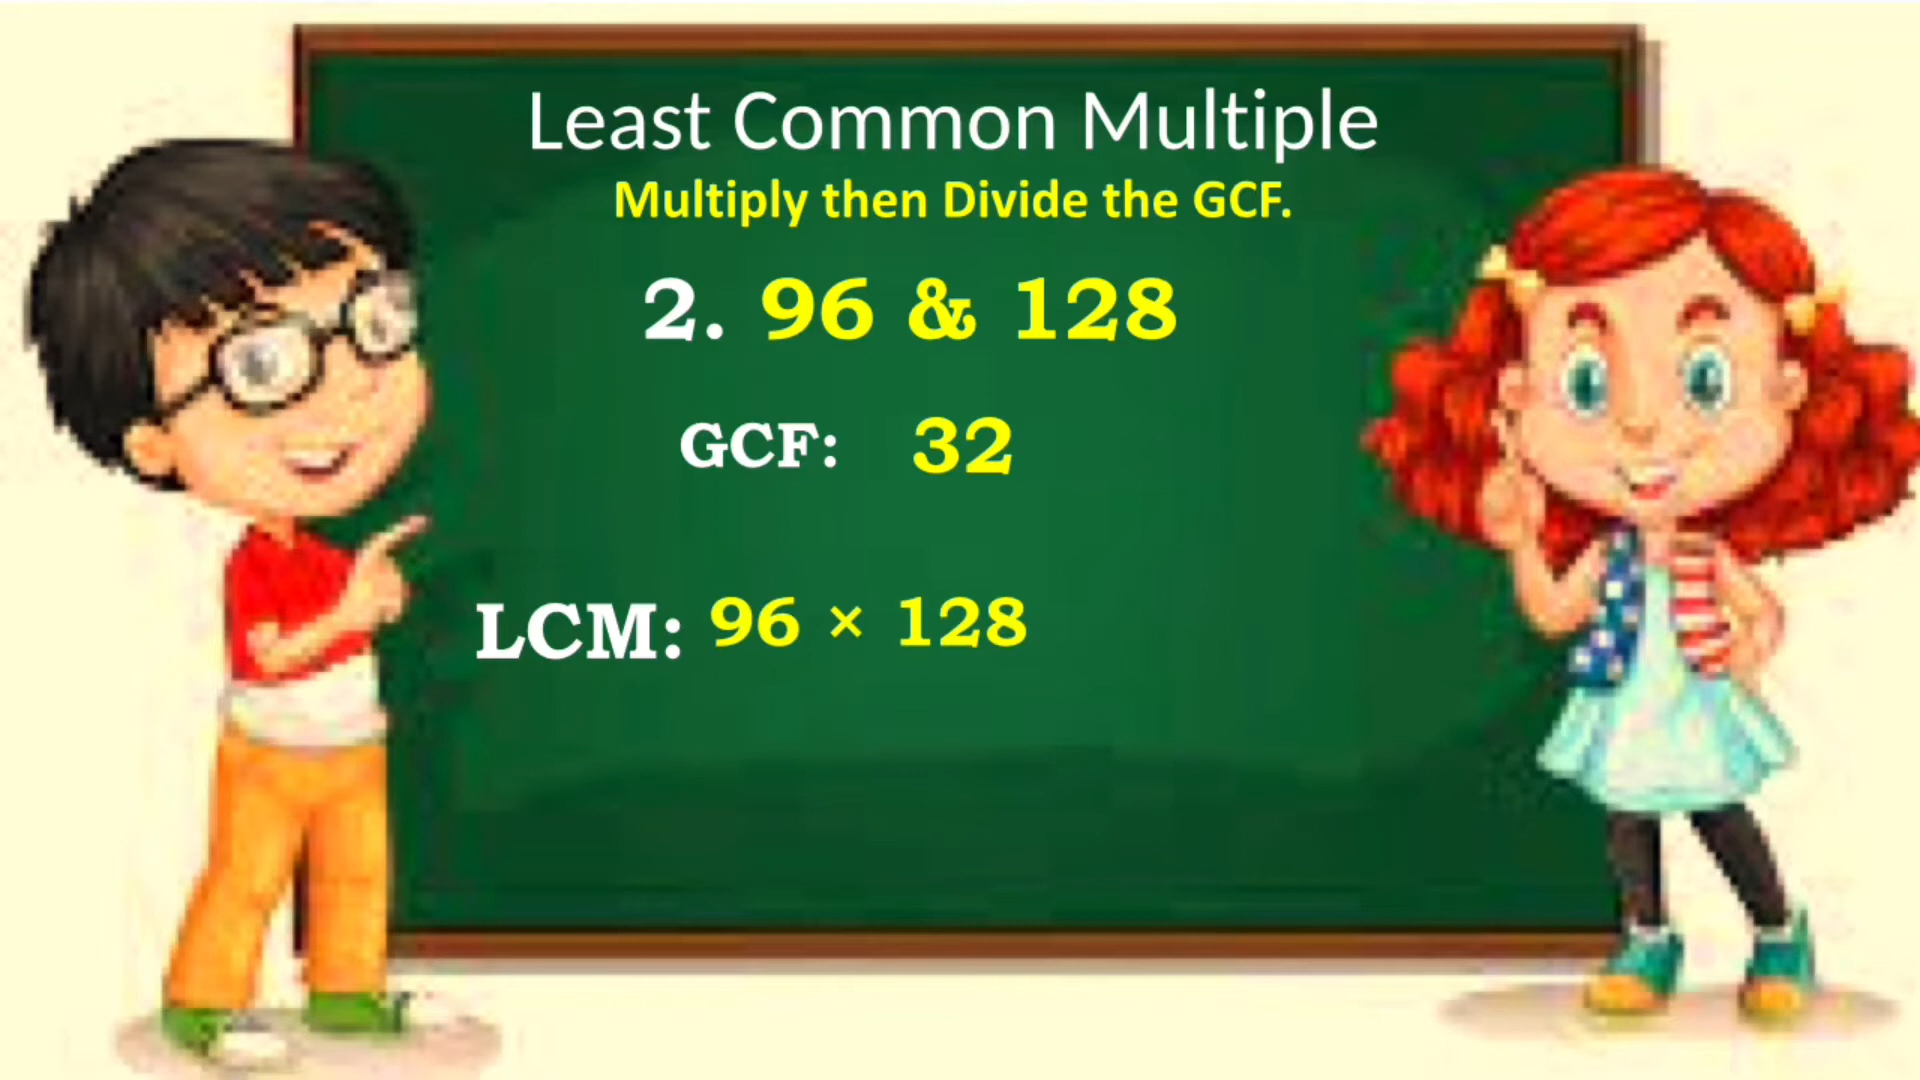 Least Common Multiple
Multiply then Divide the GCF.
2. 96 & 128
GCF: 32
LCM: 96 × 128